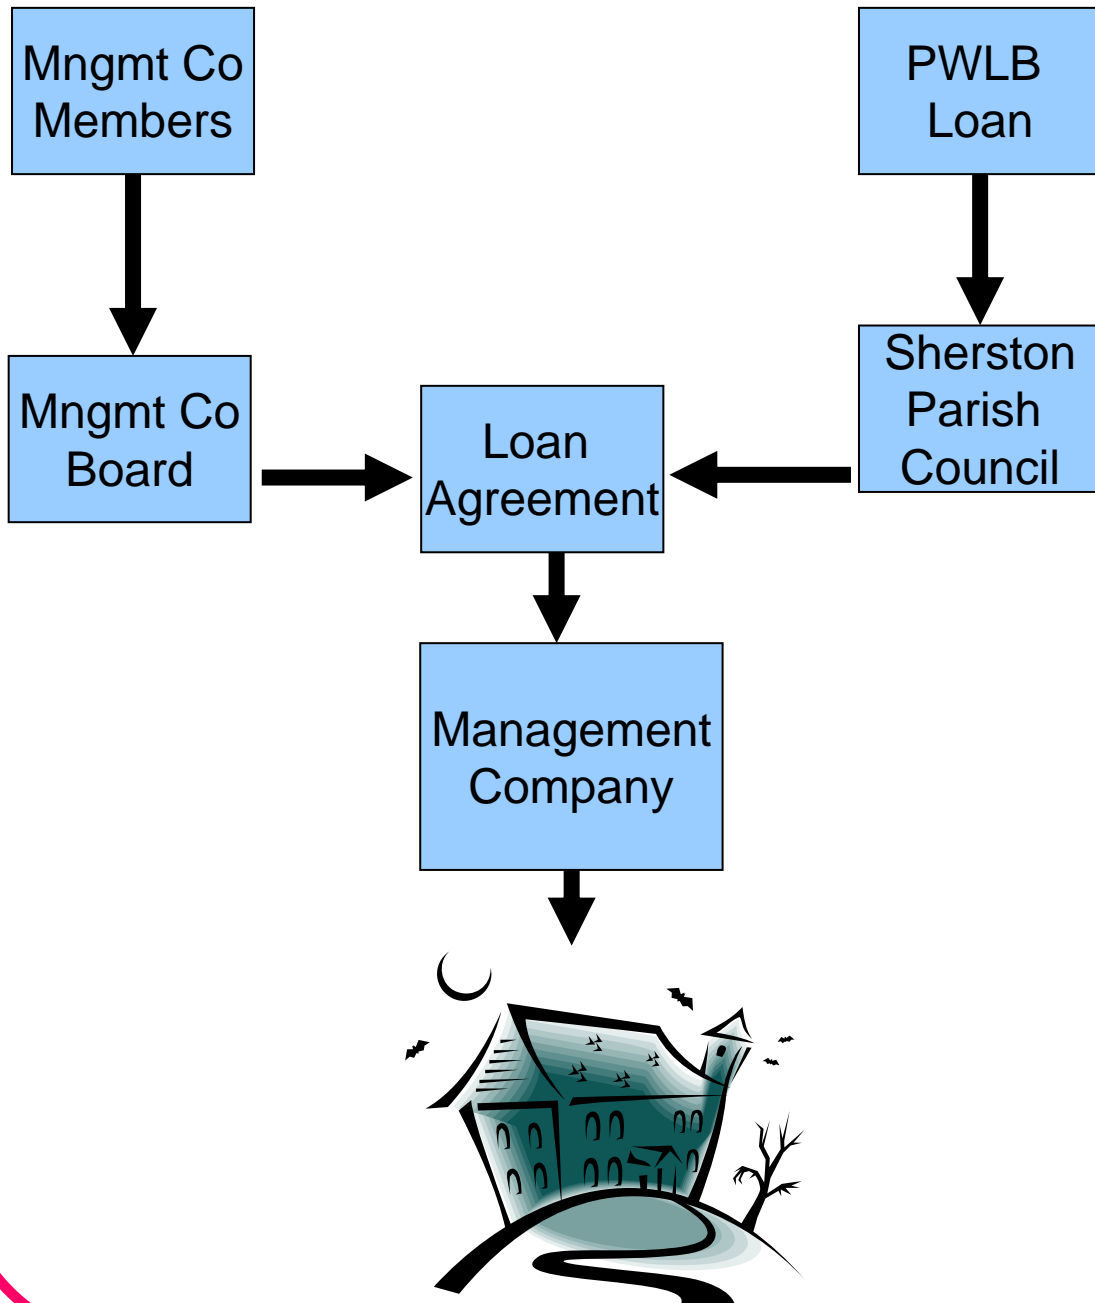 Mngmt Co
Members
PWLB
Loan
Mngmt Co
Board
Loan
Agreement
Sherston
Parish
Council
Management
Company